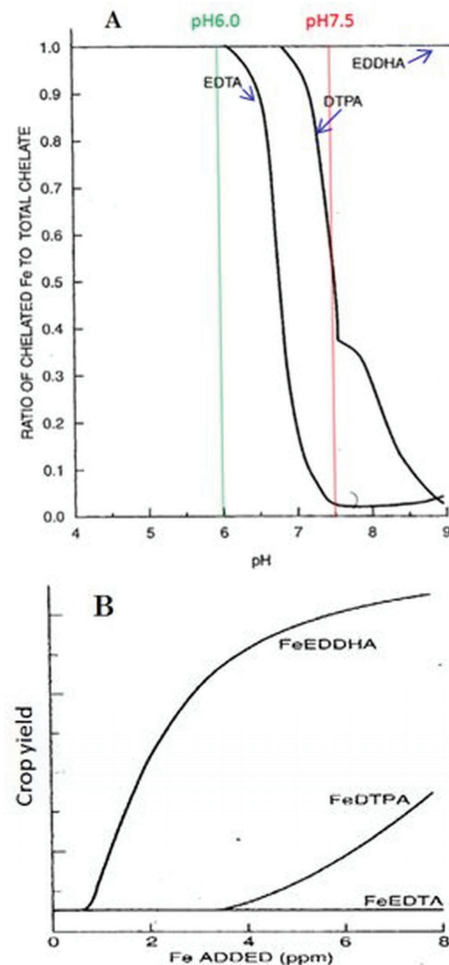 A
pH6.0
pH7.5
1.0
0.9
0.8
0.7
0.6
0.5
0.4
0.3
0.2
0.1
0.0
RATIO OF CHELATED Fe TO TOTAL CHELATE
EDTA
DTPA
EDDHA
4
5
6
7
8
9
pH
B
Crop yield
FeEDDHA
FeDTPA
FeEDTA
0
2
4
6
8
Fe ADDED (ppm)